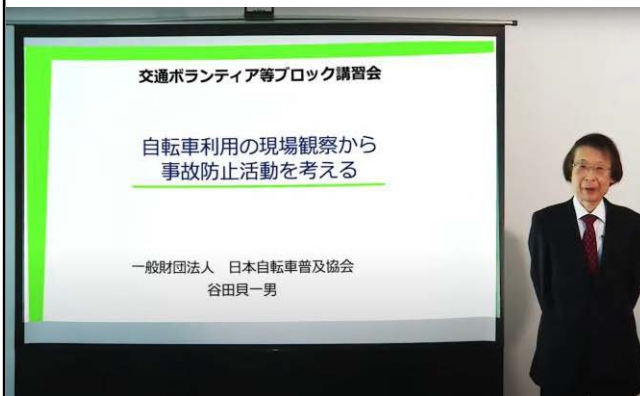 交通ボランティア等ブロック講習会
自転車利用の現場観察から
事故防止活動を考える
一般財団法人　日本自転車普及協会
谷田貝一男